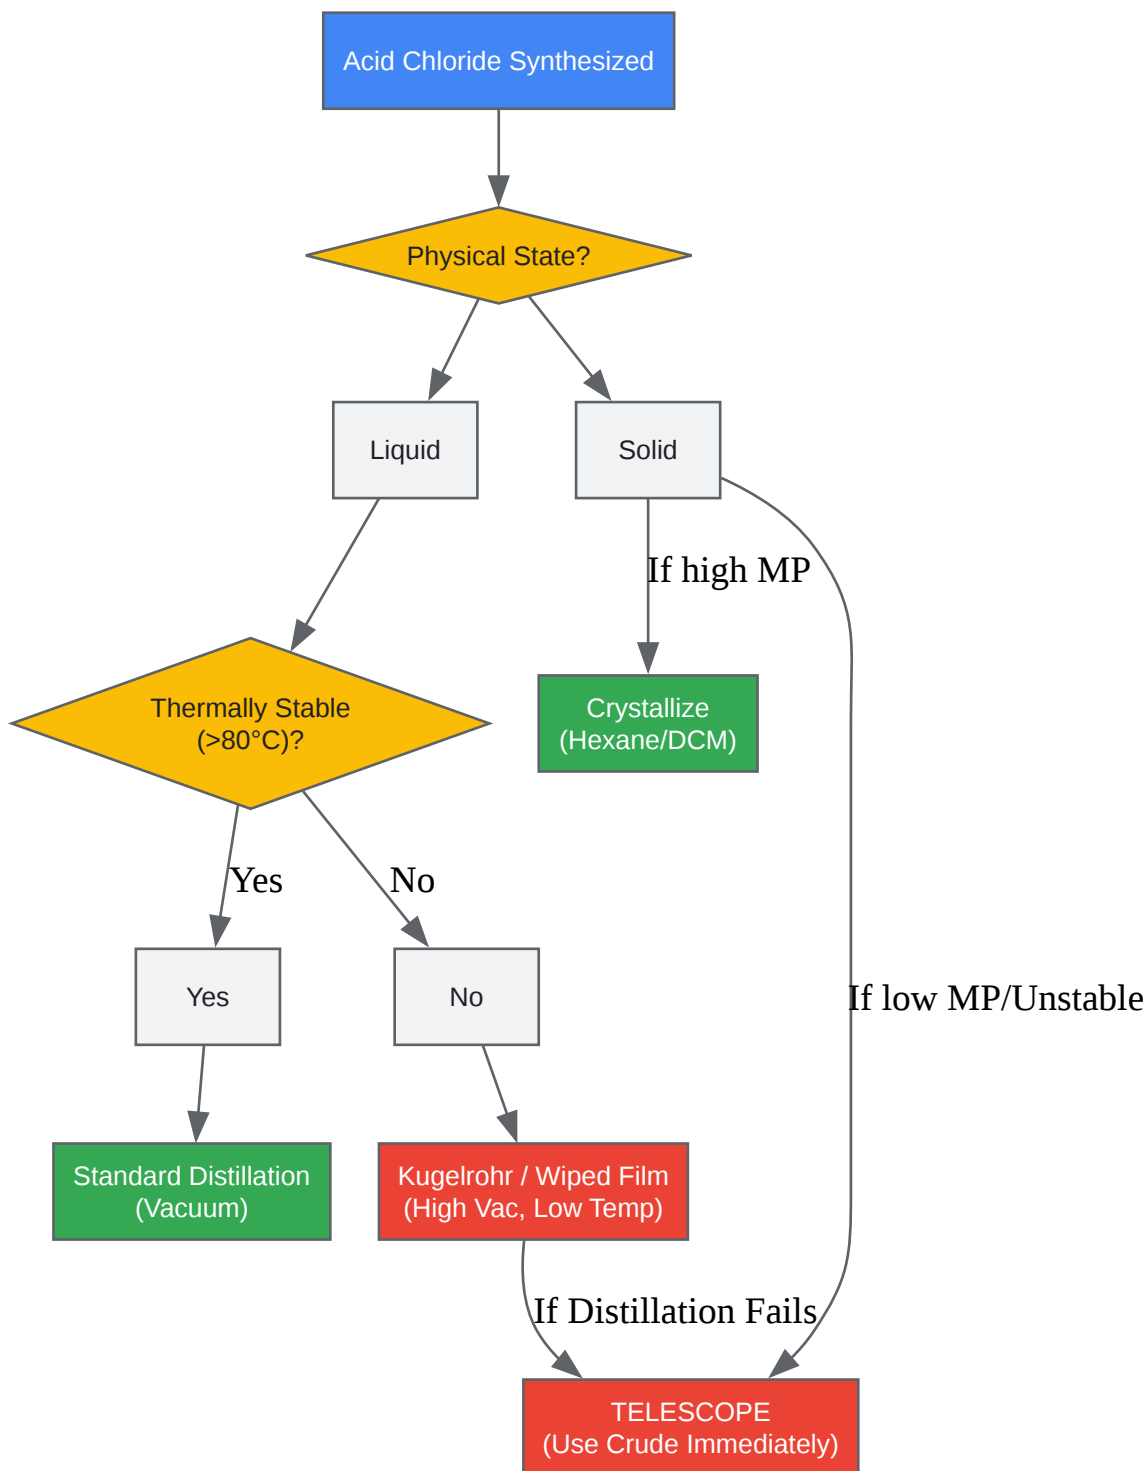 Acid Chloride Synthesized
Physical State?
Liquid
Solid
If high MP
Thermally Stable
(>80°C)?
Crystallize
(Hexane/DCM)
Yes
No
Yes
No
If low MP/Unstable
Standard Distillation
(Vacuum)
Kugelrohr / Wiped Film
(High Vac, Low Temp)
If Distillation Fails
TELESCOPE
(Use Crude Immediately)